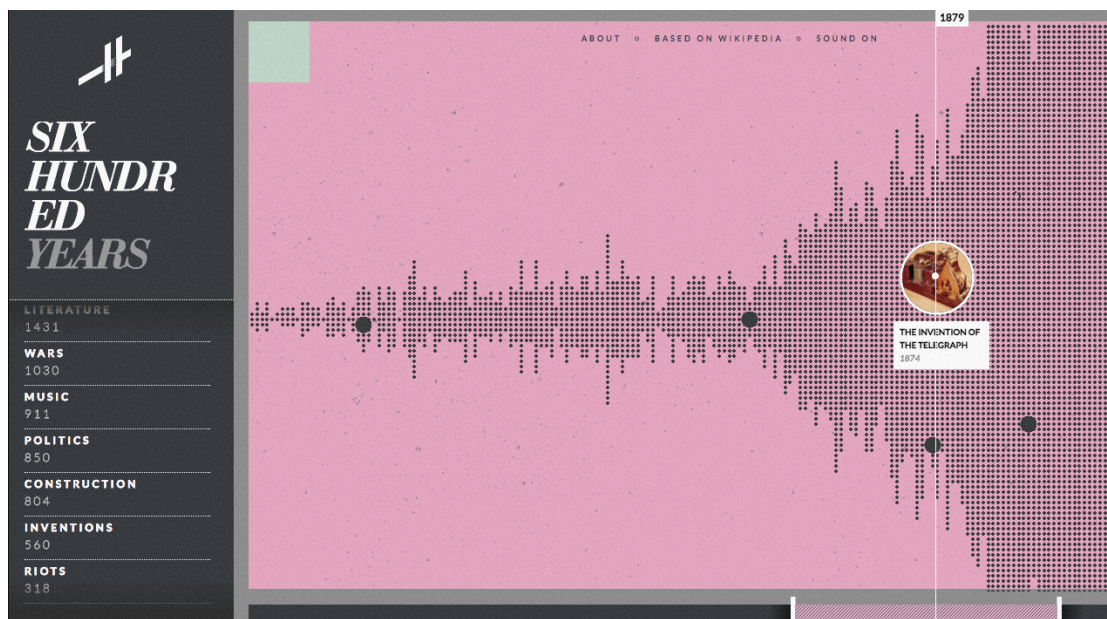 SIX
HUNDR
ED
YEARS
LITERATURE
1431
WARS
1030
MUSIC
911
POLITICS
850
CONSTRUCTION
804
INVENTIONS
560
RIOTS
318
ABOUT BASED ON WIKIPEDIA SOUND ON
1879
THE INVENTION OF
THE TELEGRAPH
1874